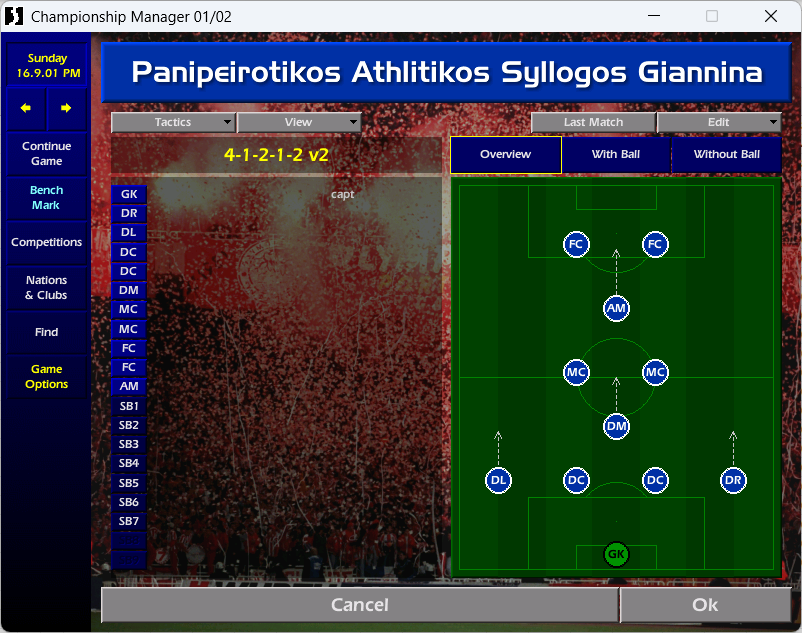 Championship Manager 01/02
Sunday
16.9.01 PM
Panipeirotikos Athlitikos Syllogos Giannina
Continue
Game
Bench
Mark
Competitions
Nations
& Clubs
Find
Game
Options
Tactics
View
Last Match
Edit
4-1-2-1-2 v2
Overview
With Ball
Without Ball
GK
capt
DR
DL
DC
DC
DM
MC
MC
FC
FC
AM
SB1
SB2
SB3
SB4
SB5
SB6
SB7
FC
FC
AM
MC
MC
DM
DL
DC
DC
DR
GK
Cancel
Ok